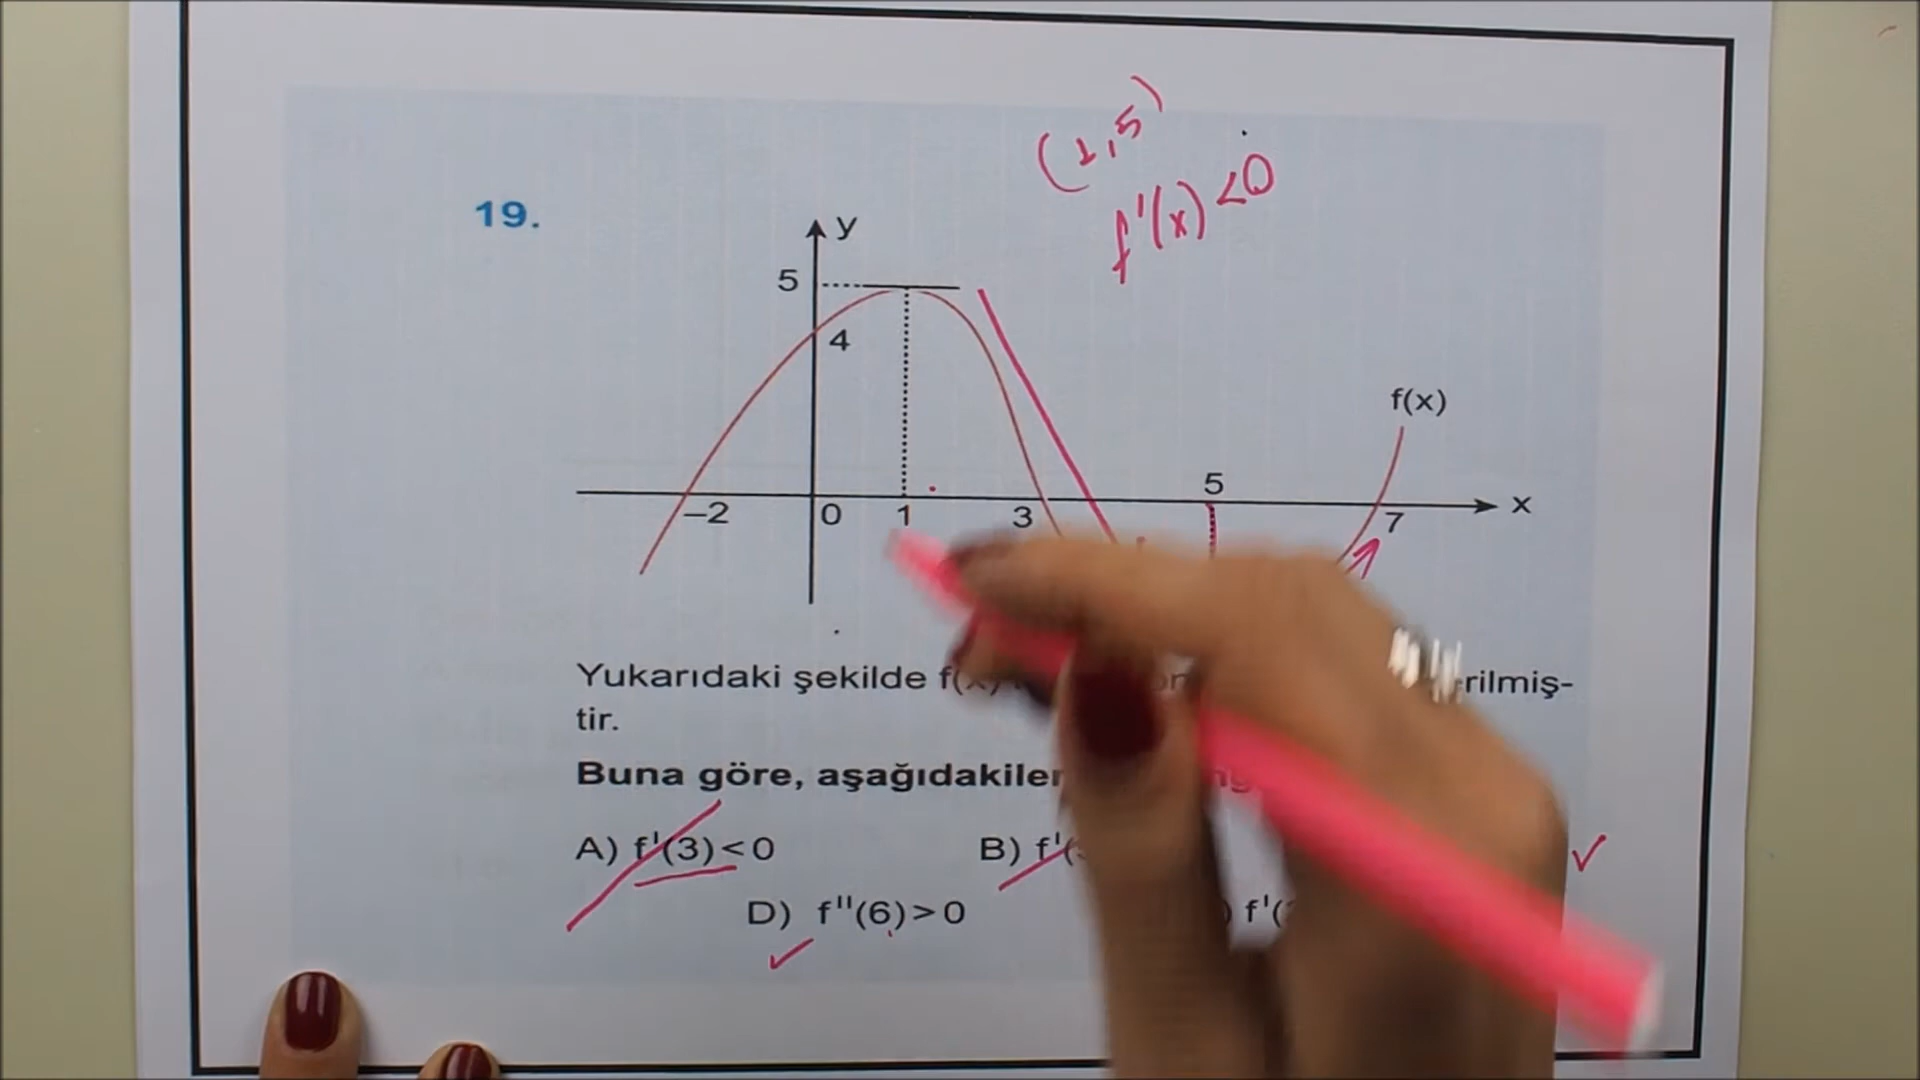 (1,5)
f'(x)<0
19.
y
5
4
f(x)
5
x
-2 0 1 3 7
Yukarıdaki şekilde f(x) rilmiş-
tir.
Buna göre, aşağıdakiler
A) f'(3)<0 B) f'(
D) f''(6)>0 ) f'(